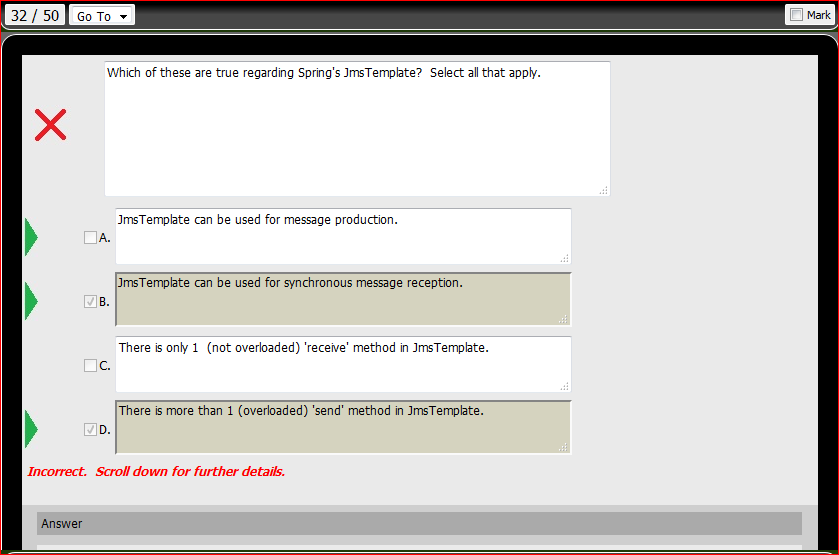 32 / 50 Go To Mark
Which of these are true regarding Spring's JmsTemplate?  Select all that apply.
A. JmsTemplate can be used for message production.
B. JmsTemplate can be used for synchronous message reception.
C. There is only 1  (not overloaded) 'receive' method in JmsTemplate.
D. There is more than 1 (overloaded) 'send' method in JmsTemplate.
Incorrect.  Scroll down for further details.
Answer